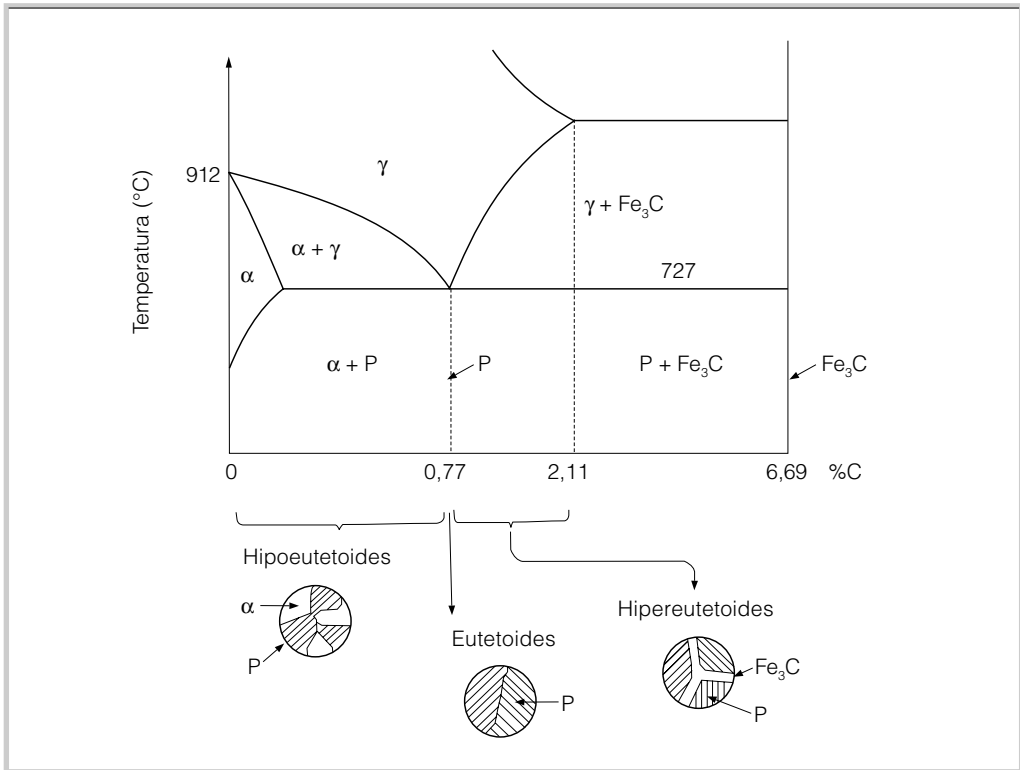 Temperatura (°C)
912
γ
γ + Fe₃C
α + γ
α
727
α + P
P
P + Fe₃C
Fe₃C
0
0,77
2,11
6,69
%C
Hipoeutetoides
α
P
Eutetoides
P
Hipereutetoides
Fe₃C
P